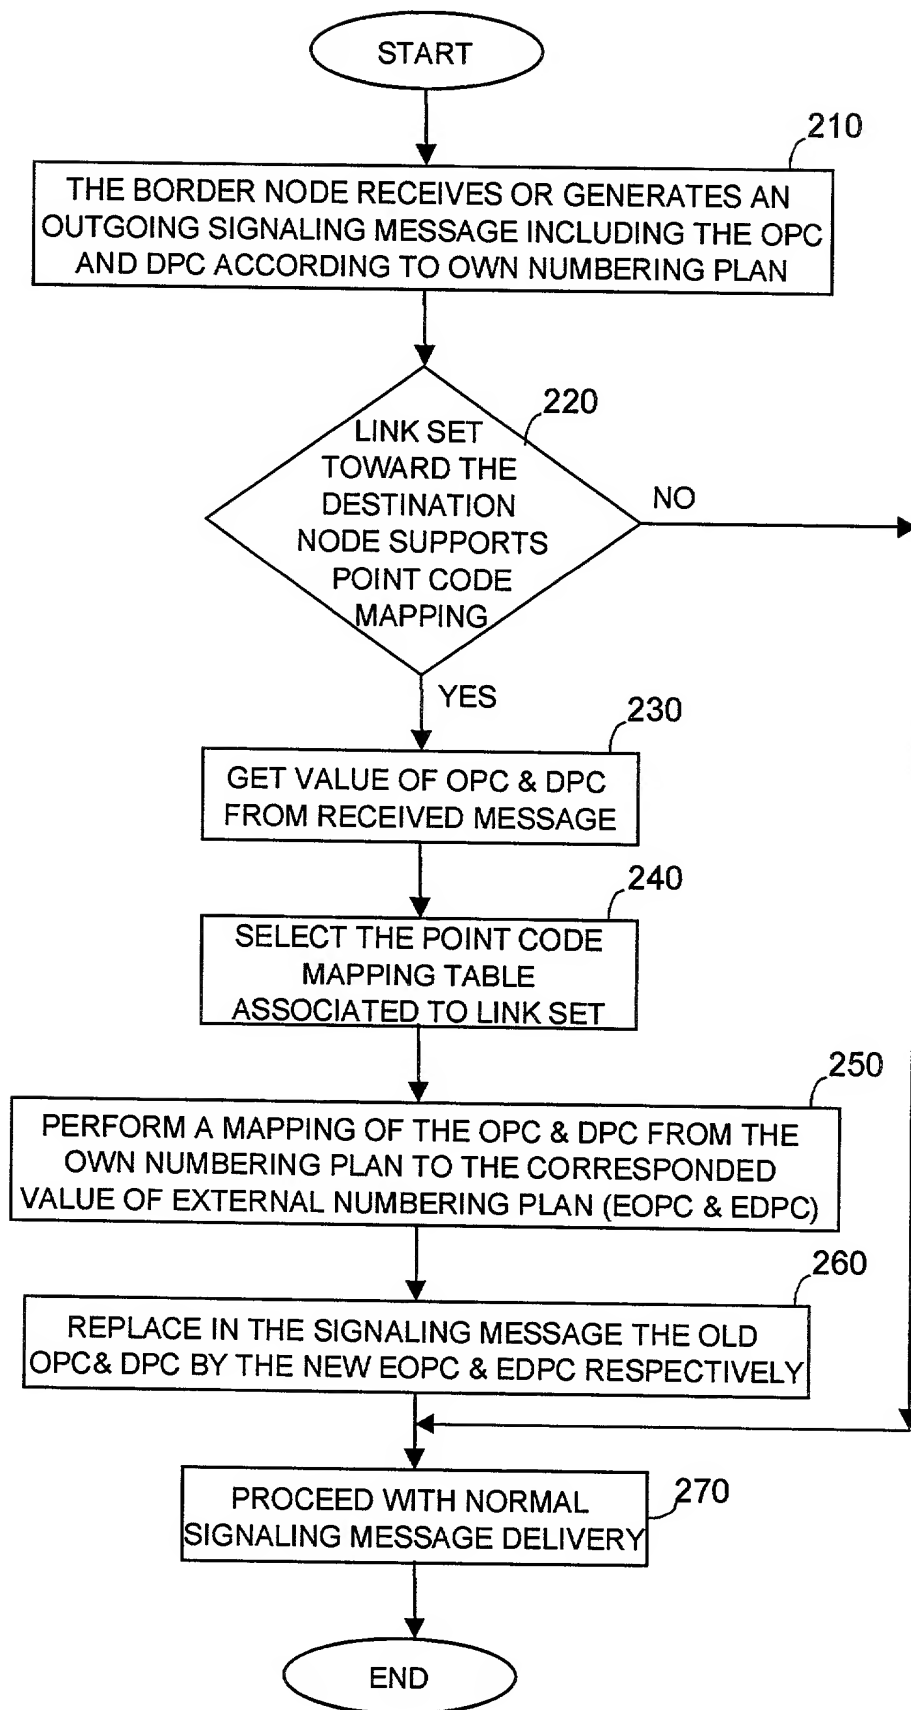 START
210
THE BORDER NODE RECEIVES OR GENERATES AN
OUTGOING SIGNALING MESSAGE INCLUDING THE OPC
AND DPC ACCORDING TO OWN NUMBERING PLAN
220
LINK SET
TOWARD THE
DESTINATION
NODE SUPPORTS
POINT CODE
MAPPING
NO
YES
230
GET VALUE OF OPC & DPC
FROM RECEIVED MESSAGE
240
SELECT THE POINT CODE
MAPPING TABLE
ASSOCIATED TO LINK SET
250
PERFORM A MAPPING OF THE OPC & DPC FROM THE
OWN NUMBERING PLAN TO THE CORRESPONDED
VALUE OF EXTERNAL NUMBERING PLAN (EOPC & EDPC)
260
REPLACE IN THE SIGNALING MESSAGE THE OLD
OPC& DPC BY THE NEW EOPC & EDPC RESPECTIVELY
270
PROCEED WITH NORMAL
SIGNALING MESSAGE DELIVERY
END